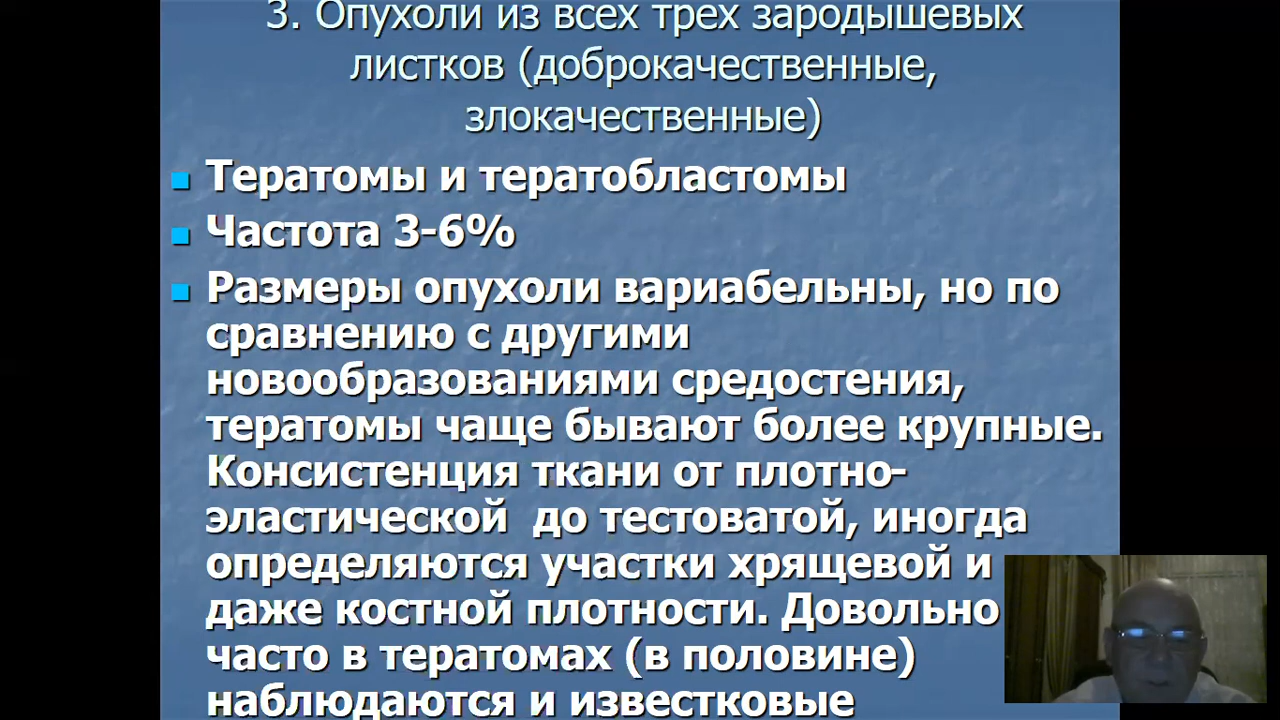 3. Опухоли из всех трех зародышевых
листков (доброкачественные,
злокачественные)
Тератомы и тератобластомы
Частота 3-6%
Размеры опухоли вариабельны, но по
сравнению с другими
новообразованиями средостения,
тератомы чаще бывают более крупные.
Консистенция ткани от плотно-
эластической до тестоватой, иногда
определяются участки хрящевой и
даже костной плотности. Довольно
часто в тератомах (в половине)
наблюдаются и известковые